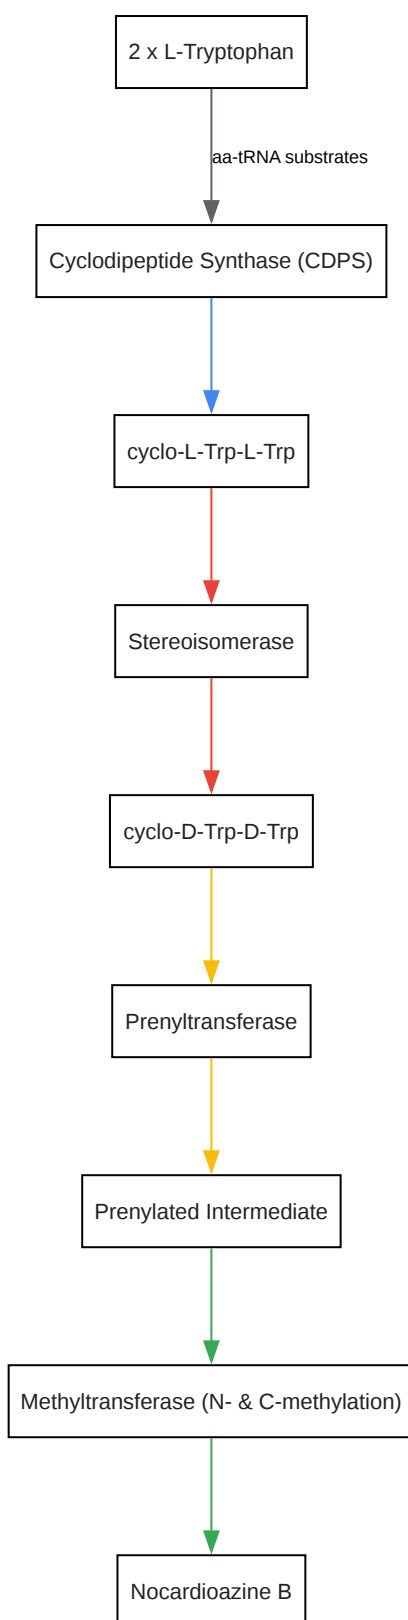 2 x L-Tryptophan
aa-tRNA substrates
Cyclodipeptide Synthase (CDPS)
cyclo-L-Trp-L-Trp
Stereoisomerase
cyclo-D-Trp-D-Trp
Prenyltransferase
Prenylated Intermediate
Methyltransferase (N- & C-methylation)
Nocardioazine B